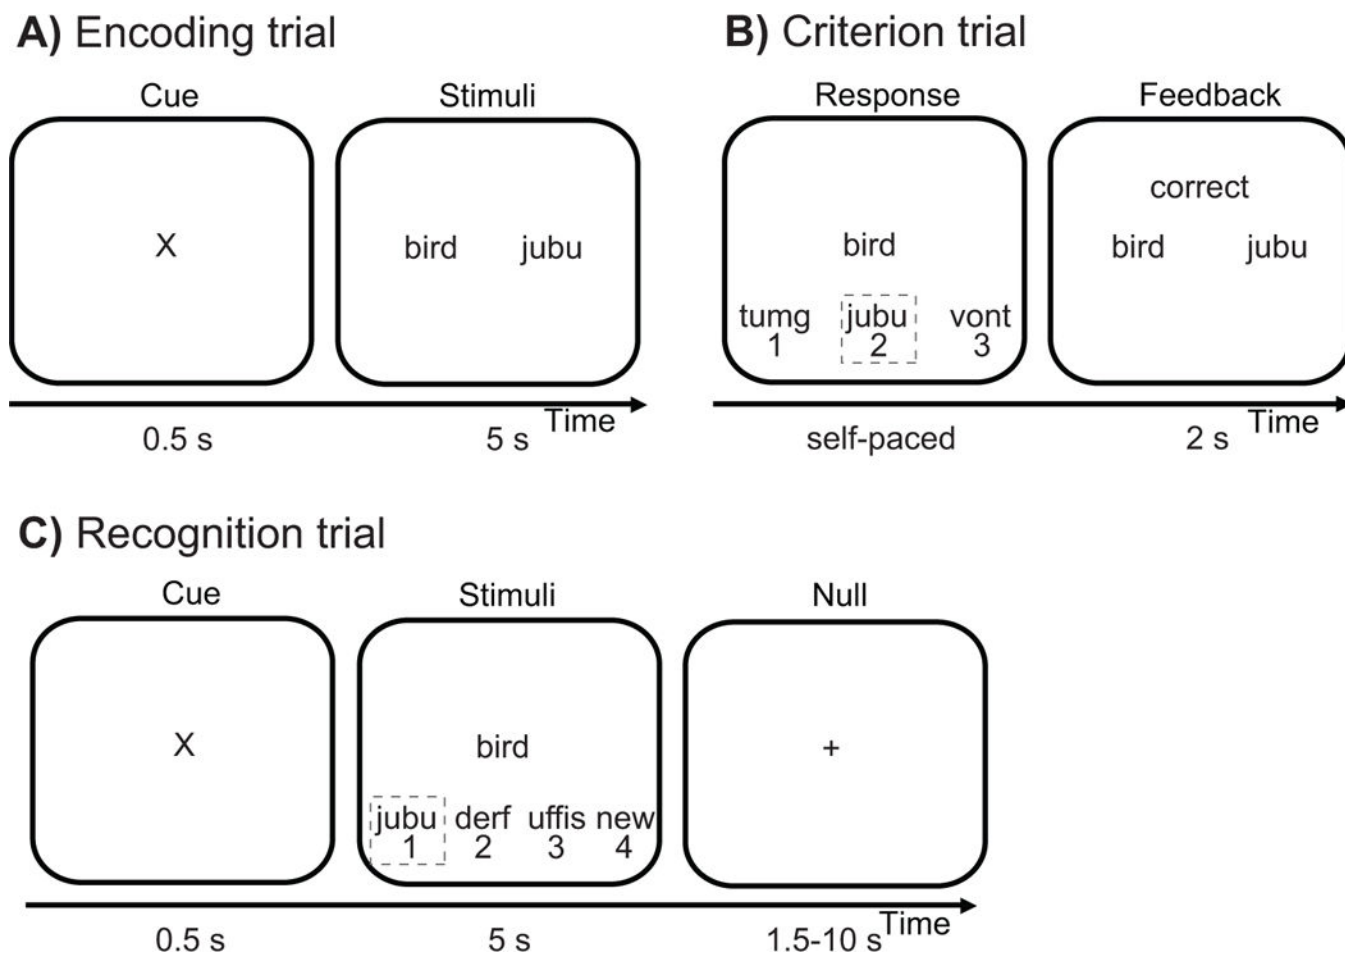 A) Encoding trial
Cue
Stimuli
X
bird jubu
Time
0.5 s
5 s
B) Criterion trial
Response
Feedback
bird
tumg jubu vont
1 2 3
correct
bird jubu
Time
self-paced
2 s
C) Recognition trial
Cue
Stimuli
Null
X
bird
jubu derf uffis new
1 2 3 4
+
Time
0.5 s
5 s
1.5-10 s